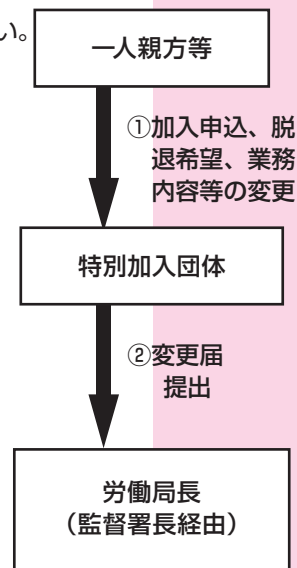 い。
一人親方等
①加入申込、脱
退希望、業務
内容等の変更
特別加入団体
②変更届
提出
労働局長
（監督署長経由）